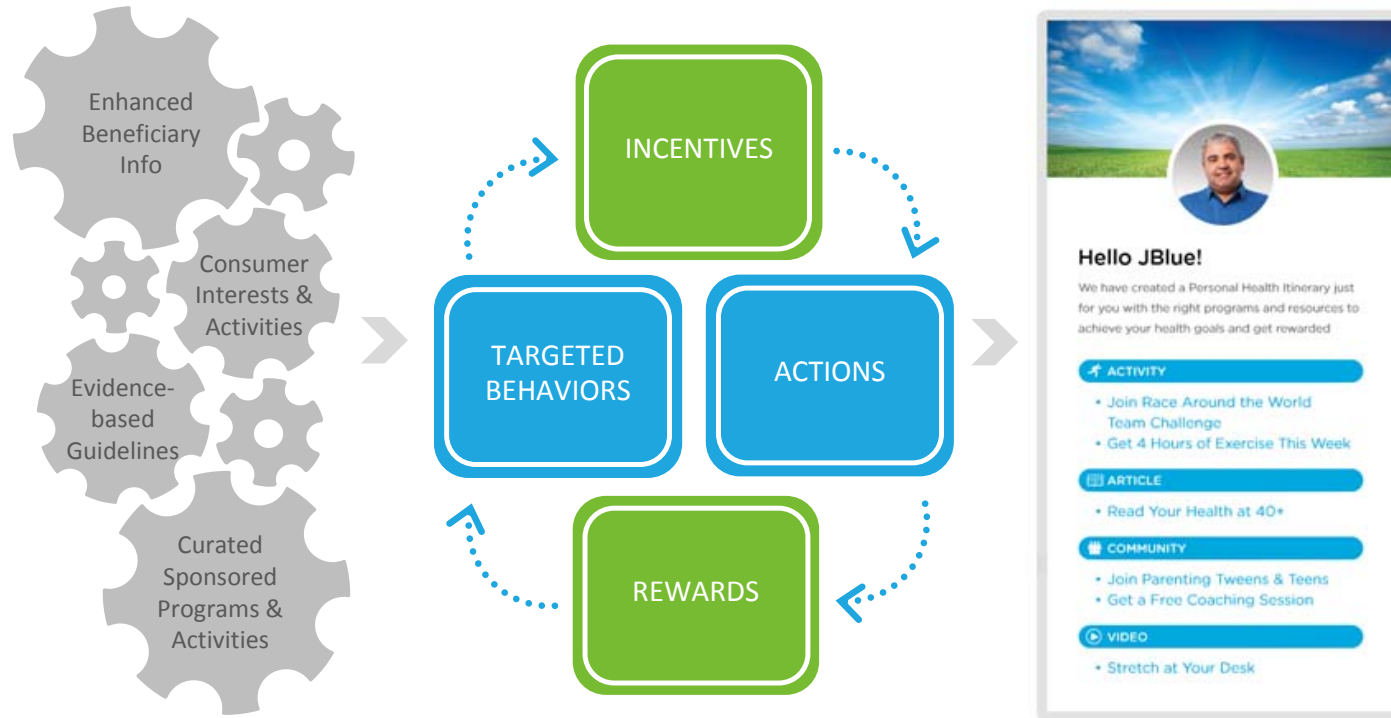 Enhanced
Beneficiary
Info
Consumer
Interests &
Activities
Evidence-
based
Guidelines
Curated
Sponsored
Programs &
Activities
INCENTIVES
TARGETED
BEHAVIORS
ACTIONS
REWARDS
Hello JBlue!
We have created a Personal Health Itinerary just
for you with the right programs and resources to
achieve your health goals and get rewarded
ACTIVITY
• Join Race Around the World
Team Challenge
• Get 4 Hours of Exercise This Week
ARTICLE
• Read Your Health at 40+
COMMUNITY
• Join Parenting Tweens & Teens
• Get a Free Coaching Session
VIDEO
• Stretch at Your Desk